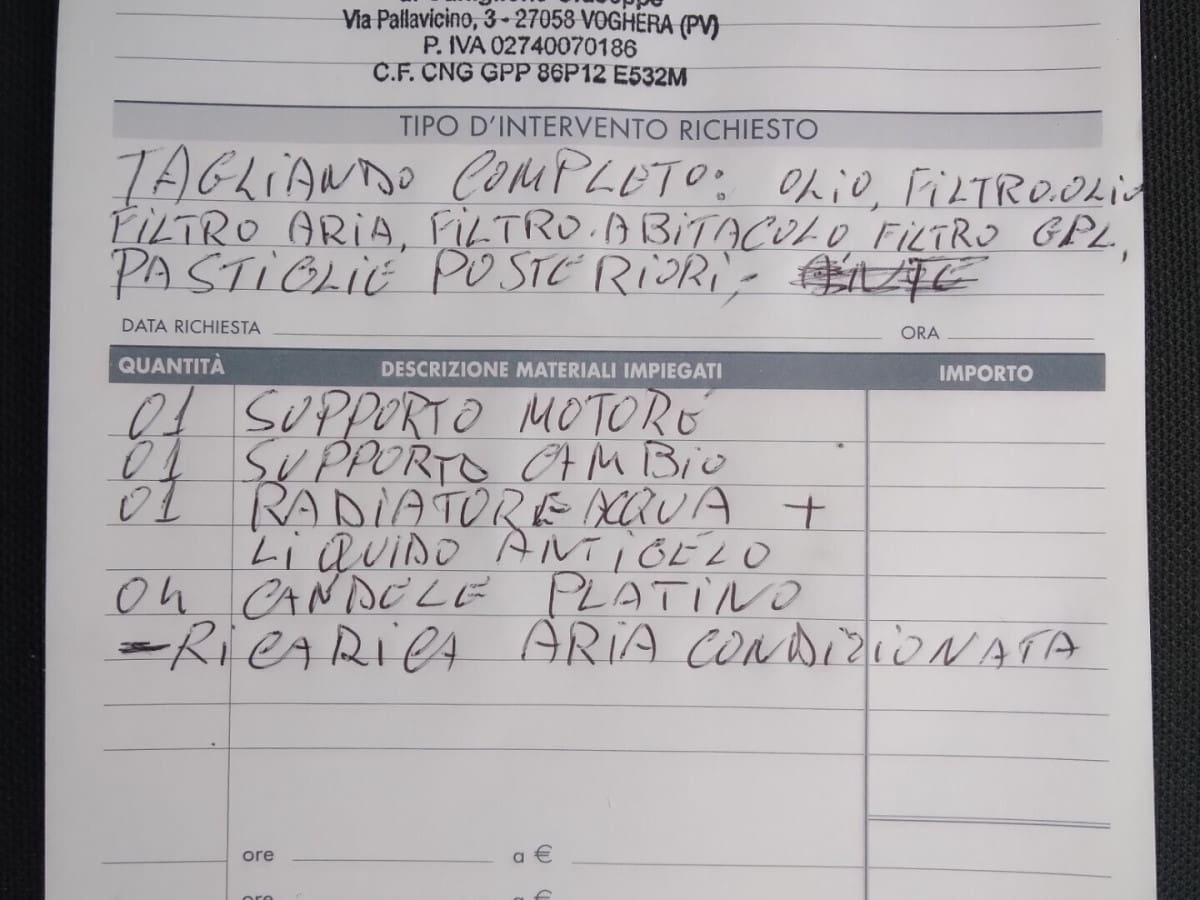 Via Pallavicino, 3 - 27058 VOGHERA (PV)
P. IVA 02740070186
C.F. CNG GPP 86P12 E532M
TIPO D'INTERVENTO RICHIESTO
TAGLIANDO COMPLETO: OLIO, FILTRO.OLIO
FILTRO ARIA, FILTRO.ABITACOLO FILTRO GPL,
PASTIGLIE POSTERIORI,-
DATA RICHIESTA ORA
QUANTITÀ DESCRIZIONE MATERIALI IMPIEGATI IMPORTO
01 SUPPORTO MOTORE
01 SUPPORTO CAMBIO
01 RADIATORE ACQUA +
LIQUIDO ANTIGELO
04 CANDELE PLATINO
- RICARICA ARIA CONDIZIONATA
ore a €